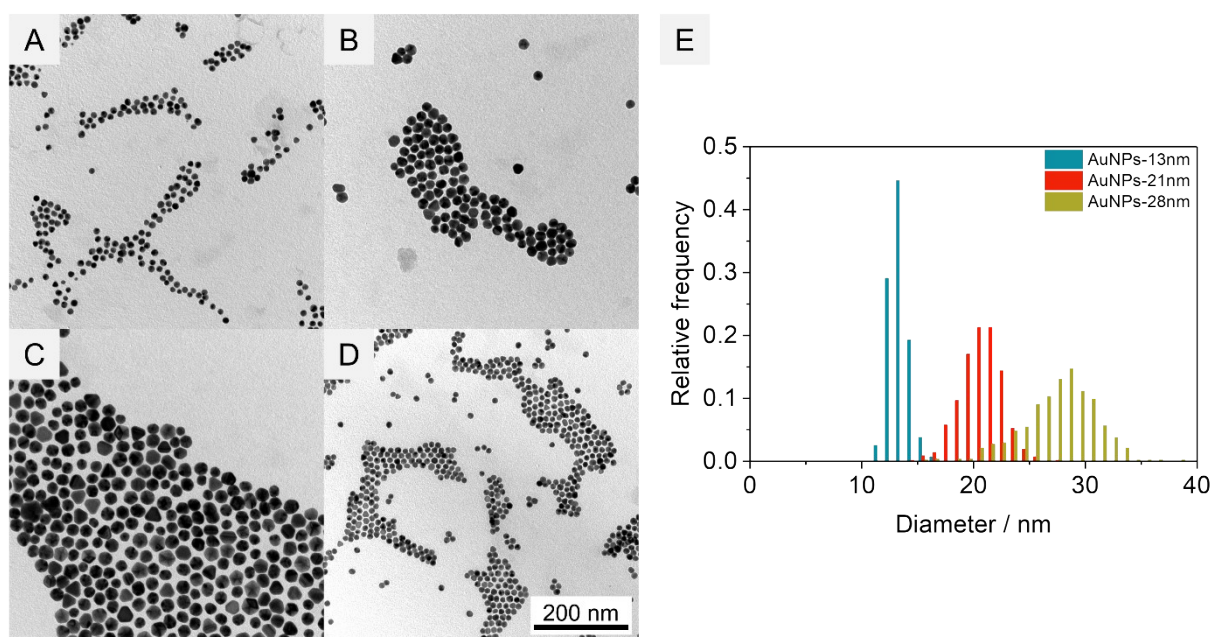 A
B
C
D
200 nm
E
0.5
0.4
0.3
0.2
0.1
0.0
Relative frequency
AuNPs-13nm
AuNPs-21nm
AuNPs-28nm
0
10
20
30
40
Diameter / nm